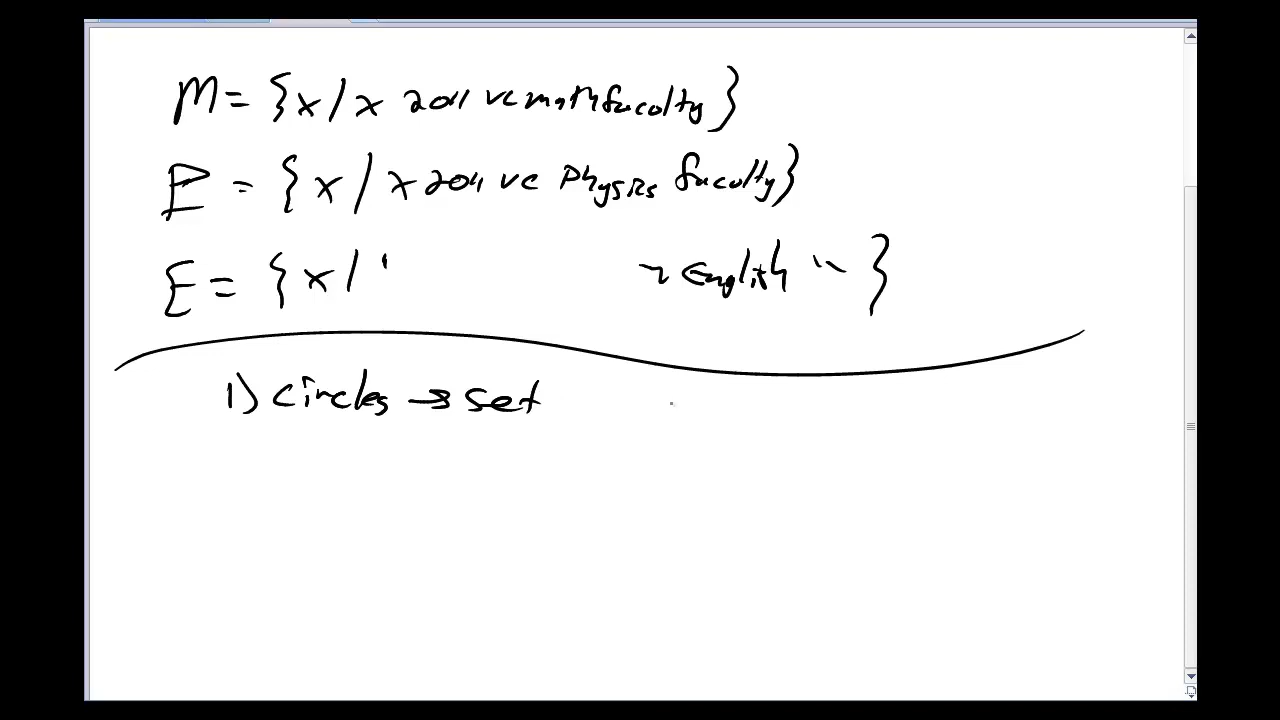 M = {x/x 2011 VC math faculty}
P = {x/x 2011 VC Physics faculty}
E = {x/ " English " }
1) circles → set